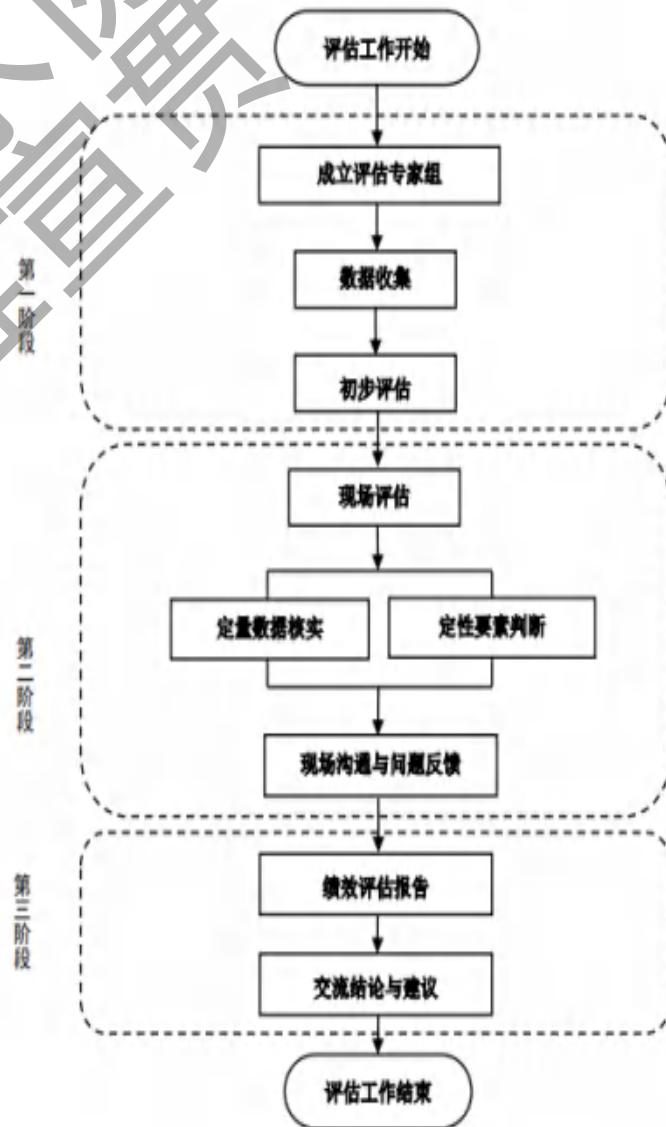 评估工作开始
成立评估专家组
数据收集
第一阶段
初步评估
现场评估
定量数据核实
定性要素判断
第二阶段
现场沟通与问题反馈
绩效评估报告
第三阶段
交流结论与建议
评估工作结束
宣贯